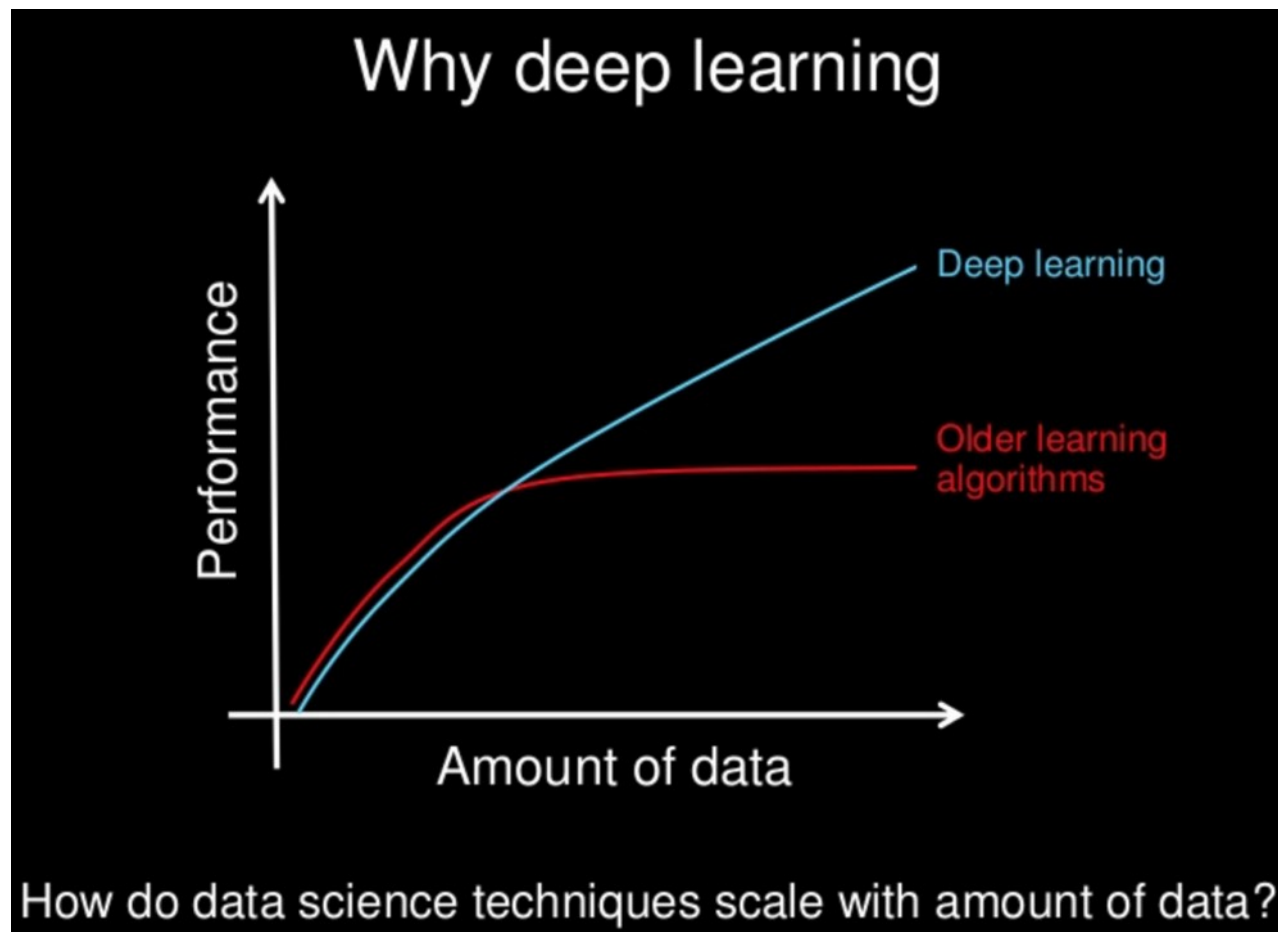 Why deep learning
Performance
Deep learning
Older learning
algorithms
Amount of data
How do data science techniques scale with amount of data?